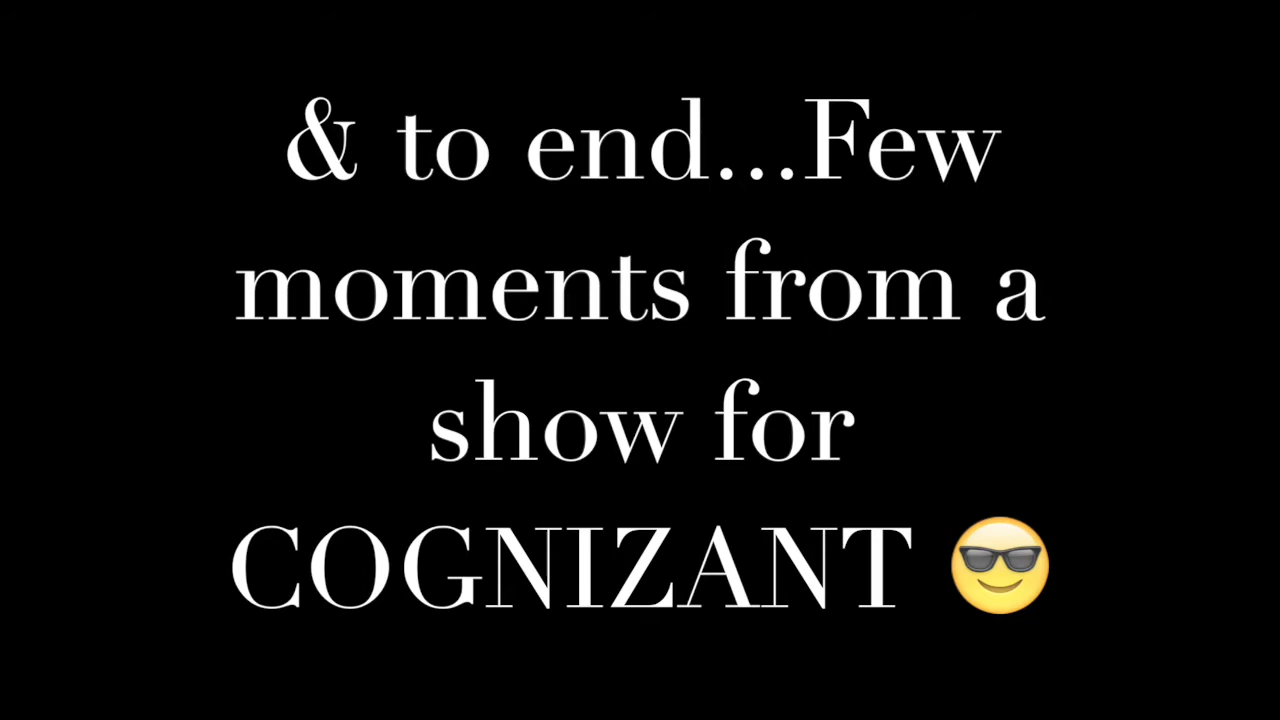 & to end...Few
moments from a
show for
COGNIZANT 😎